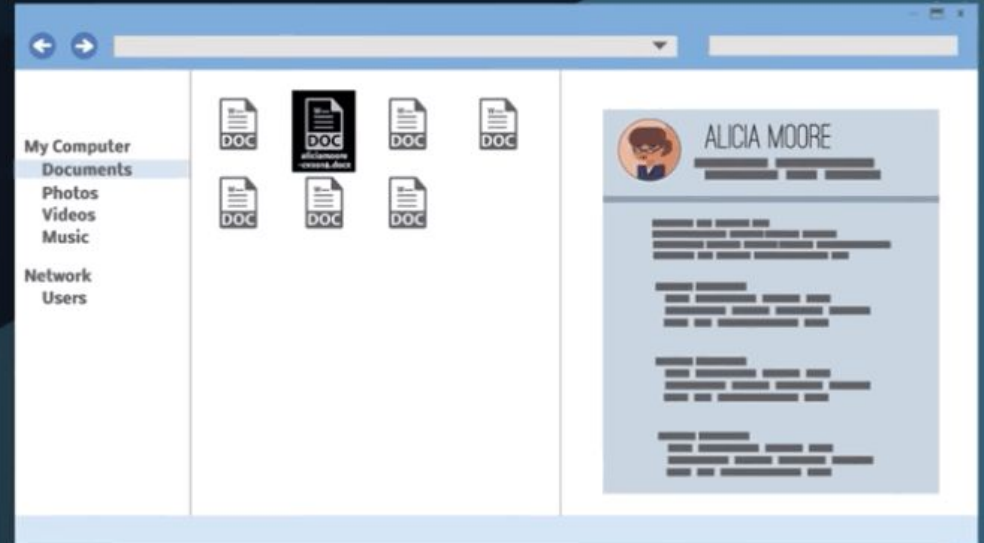 My Computer
Documents
Photos
Videos
Music
Network
Users
DOC
DOC
DOC
DOC
DOC
DOC
DOC
ALICIA MOORE